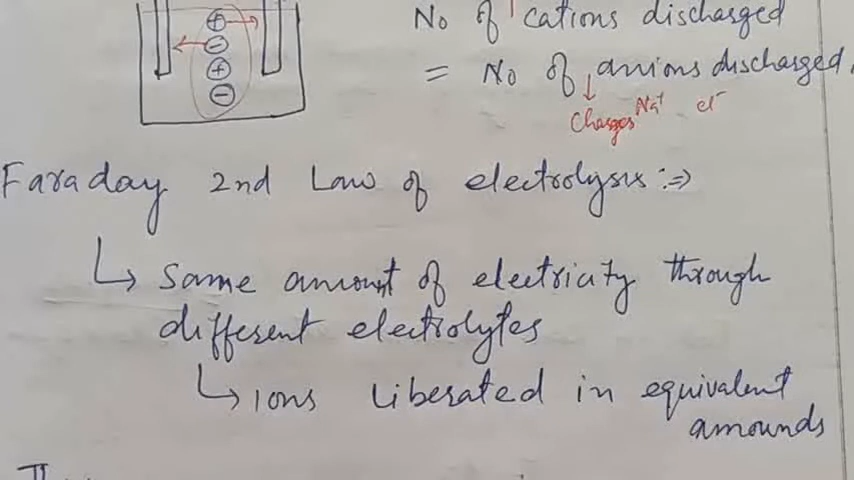 No of cations discharged
= No of anions discharged.
Charges Na+ cl-
Faraday 2nd Law of electrolysis :⇒
↳ Same amount of electricity through
different electrolytes
↳ Ions liberated in equivalent
amounds